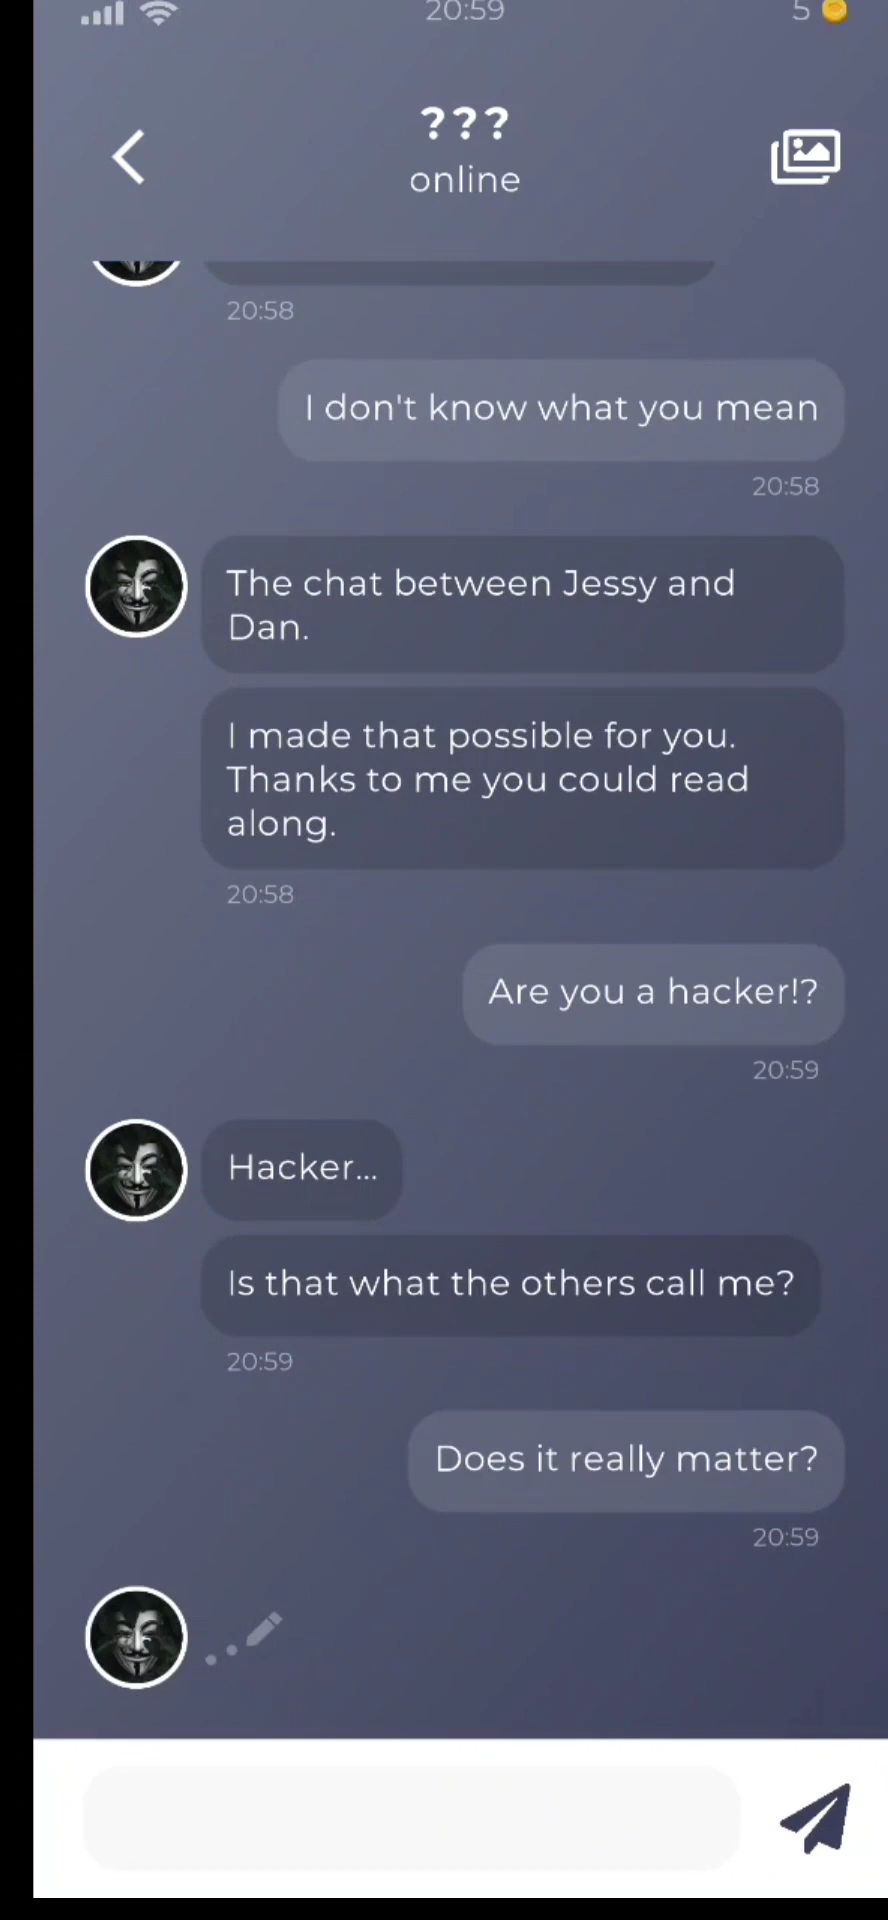 20:59
5
???
online
20:58
I don't know what you mean
20:58
The chat between Jessy and
Dan.
I made that possible for you.
Thanks to me you could read
along.
20:58
Are you a hacker!?
20:59
Hacker...
Is that what the others call me?
20:59
Does it really matter?
20:59